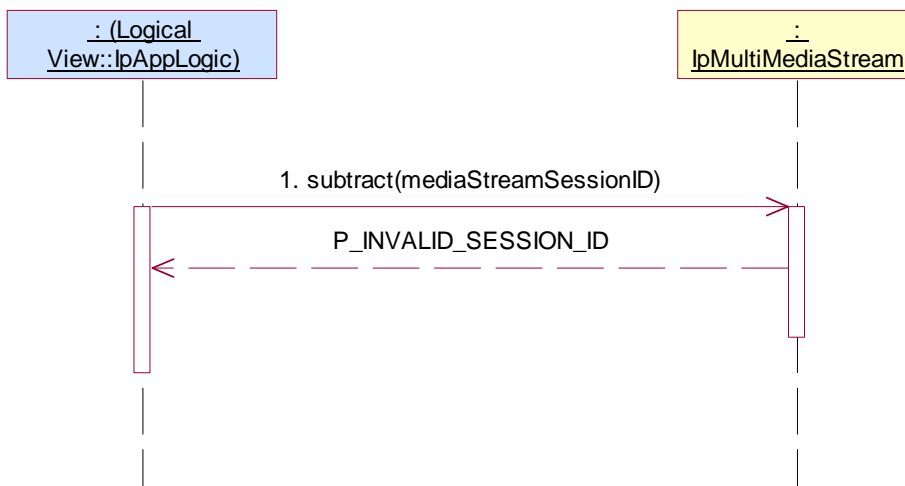 : (Logical
View::IpAppLogic)
:
IpMultiMediaStream
1. subtract(mediaStreamSessionID)
P_INVALID_SESSION_ID